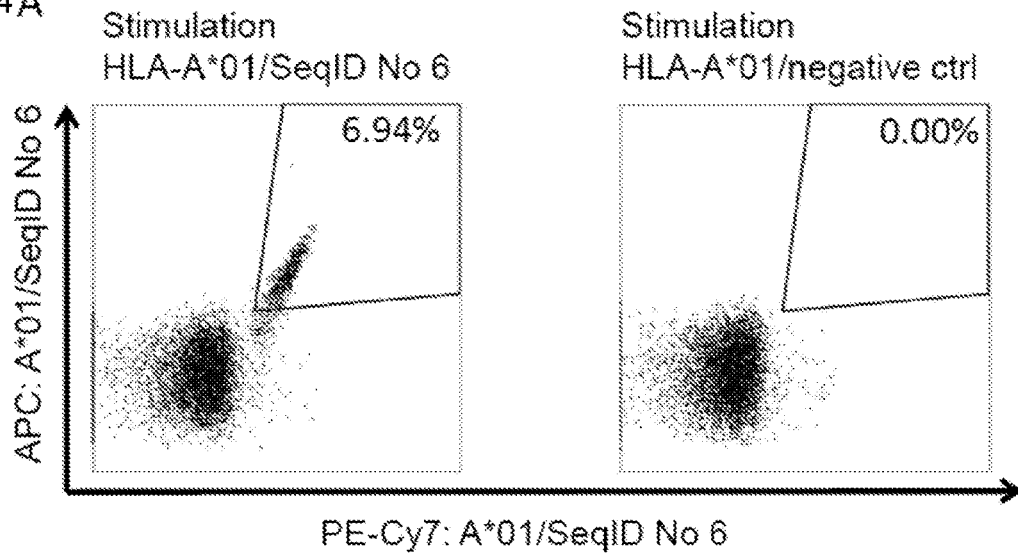 4A
Stimulation
HLA-A*01/SeqID No 6
Stimulation
HLA-A*01/negative ctrl
6.94%
0.00%
APC: A*01/SeqID No 6
PE-Cy7: A*01/SeqID No 6